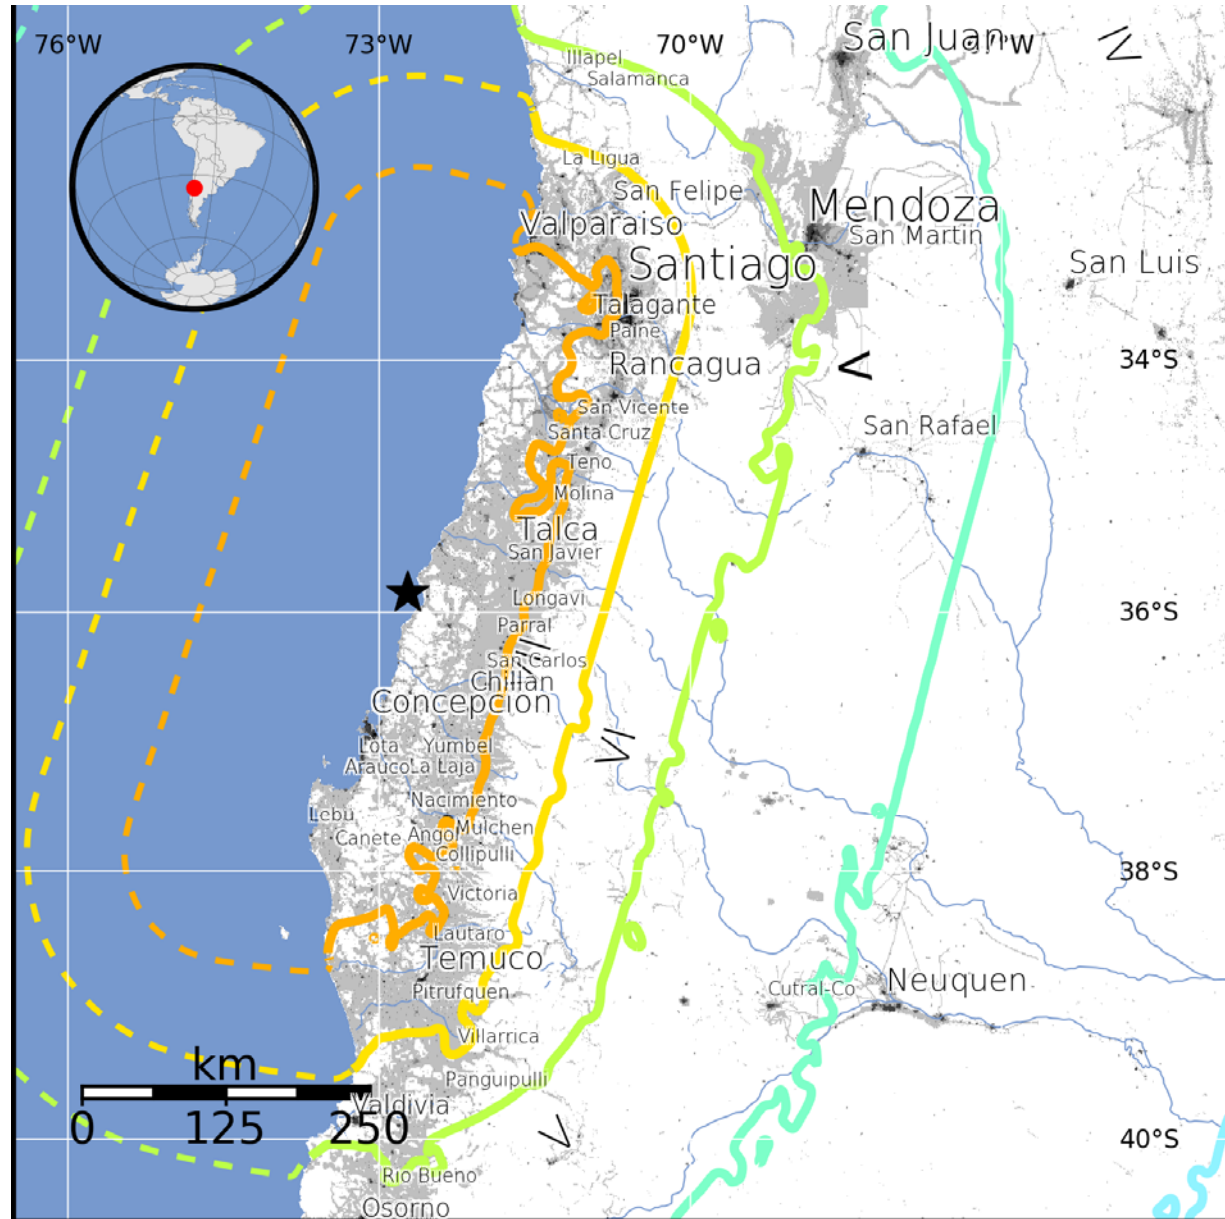 76°W
73°W
70°W
San Juan
Illapel
Salamanca
IV
La Ligua
San Felipe
Mendoza
Valparaiso
San Martin
Santiago
San Luis
Talagante
Paine
Rancagua
V
34°S
San Vicente
San Rafael
Santa Cruz
Teno
Molina
Talca
San Javier
Longavi
36°S
Parral
San Carlos
VII
Chillan
Concepcion
Lota
Yumbel
VI
Arauco
La Laja
Nacimiento
Lebu
Mulchen
Canete
Angol
Collipulli
38°S
Victoria
Lautaro
Temuco
Neuquen
Cutral-Co
Pitrufquen
Villarrica
km
Panguipulli
Valdivia
0
125
250
V
40°S
Rio Bueno
Osorno